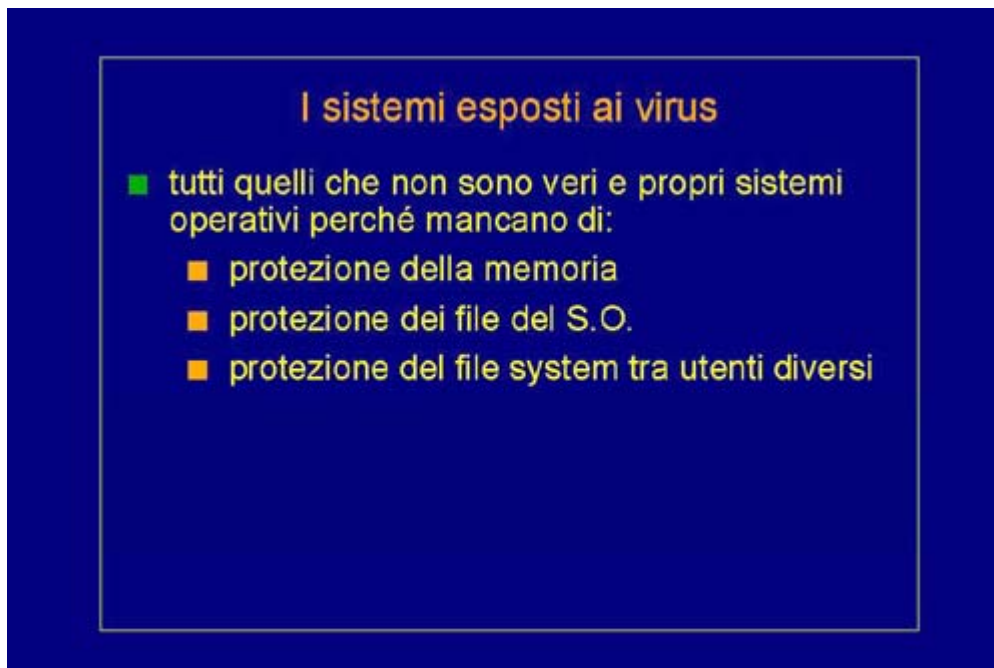 I sistemi esposti ai virus
tutti quelli che non sono veri e propri sistemi
operativi perché mancano di:
protezione della memoria
protezione dei file del S.O.
protezione del file system tra utenti diversi